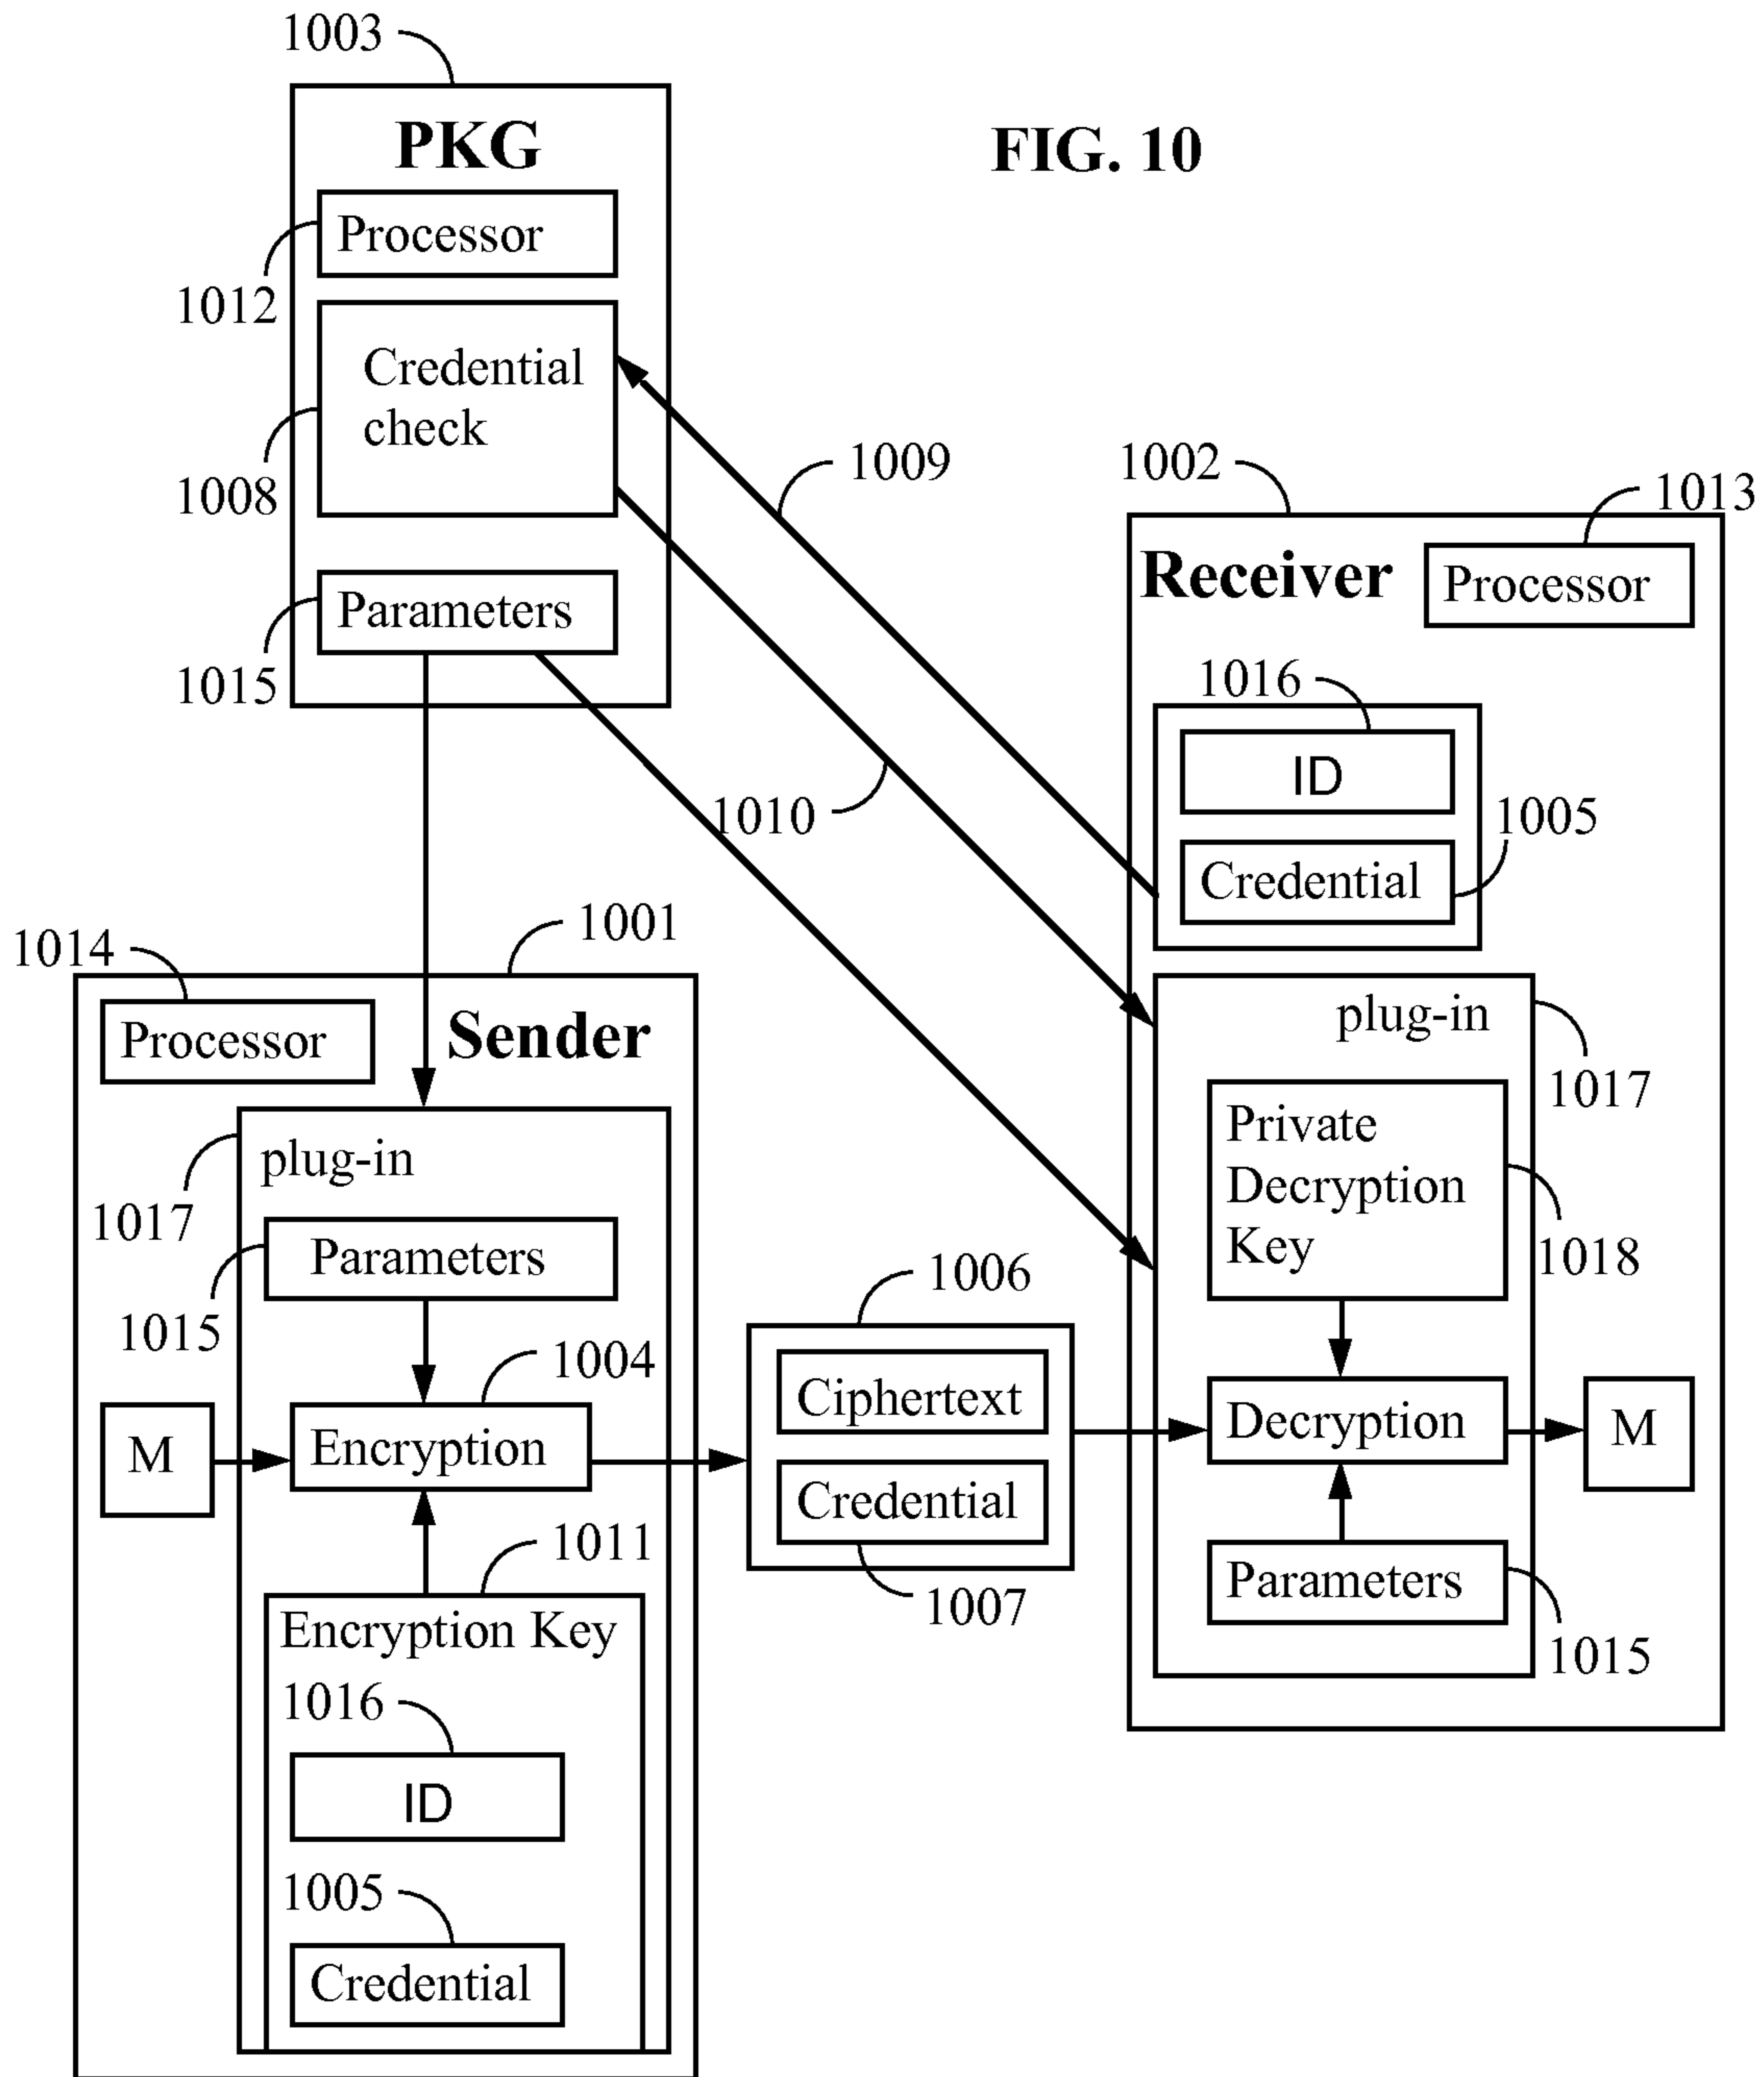 1003
PKG
FIG. 10
Processor
1012
Credential
check
1008
1009
1002
1013
Receiver
Processor
Parameters
1015
1016
ID
1010
1005
Credential
1001
1014
Processor
Sender
plug-in
1017
plug-in
1017
Private
Decryption
Key
1018
Parameters
1015
1006
1004
Ciphertext
M
Encryption
Decryption
M
Credential
1011
1007
Parameters
1015
Encryption Key
1016
ID
1005
Credential